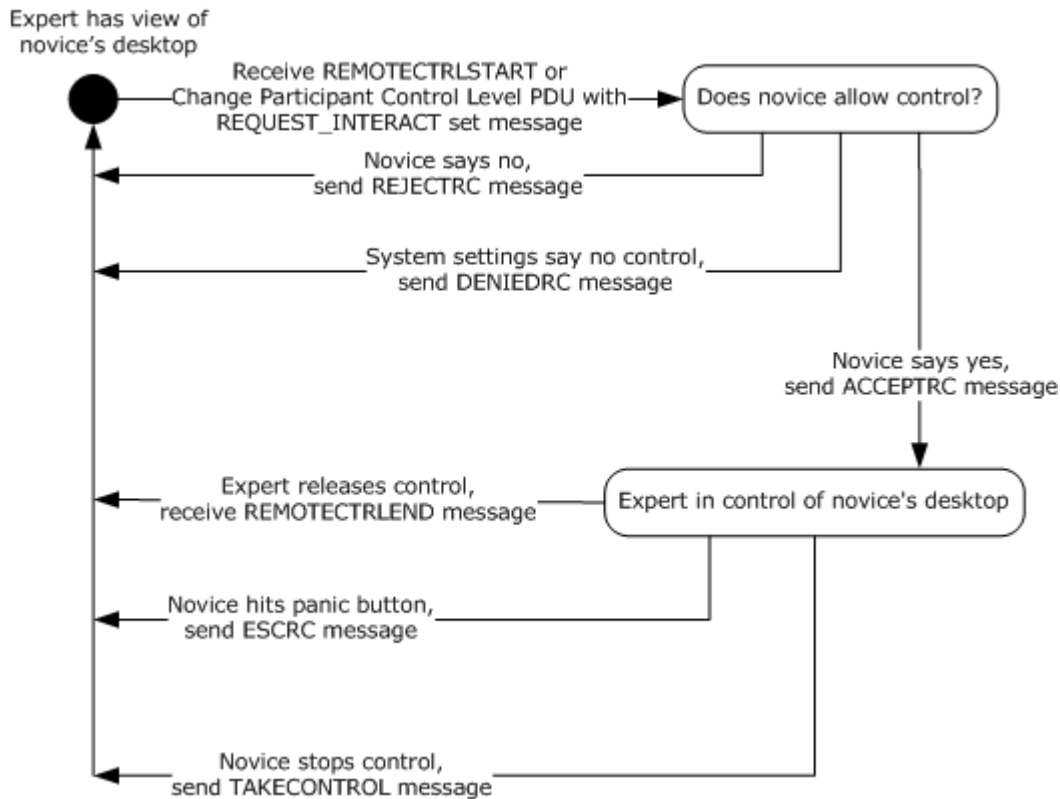 Expert has view of
novice's desktop
Receive REMOTECTRLSTART or
Change Participant Control Level PDU with
REQUEST_INTERACT set message
Does novice allow control?
Novice says no,
send REJECTRC message
System settings say no control,
send DENIEDRC message
Novice says yes,
send ACCEPTRC message
Expert releases control,
receive REMOTECTRLEND message
Expert in control of novice's desktop
Novice hits panic button,
send ESCRC message
Novice stops control,
send TAKECONTROL message